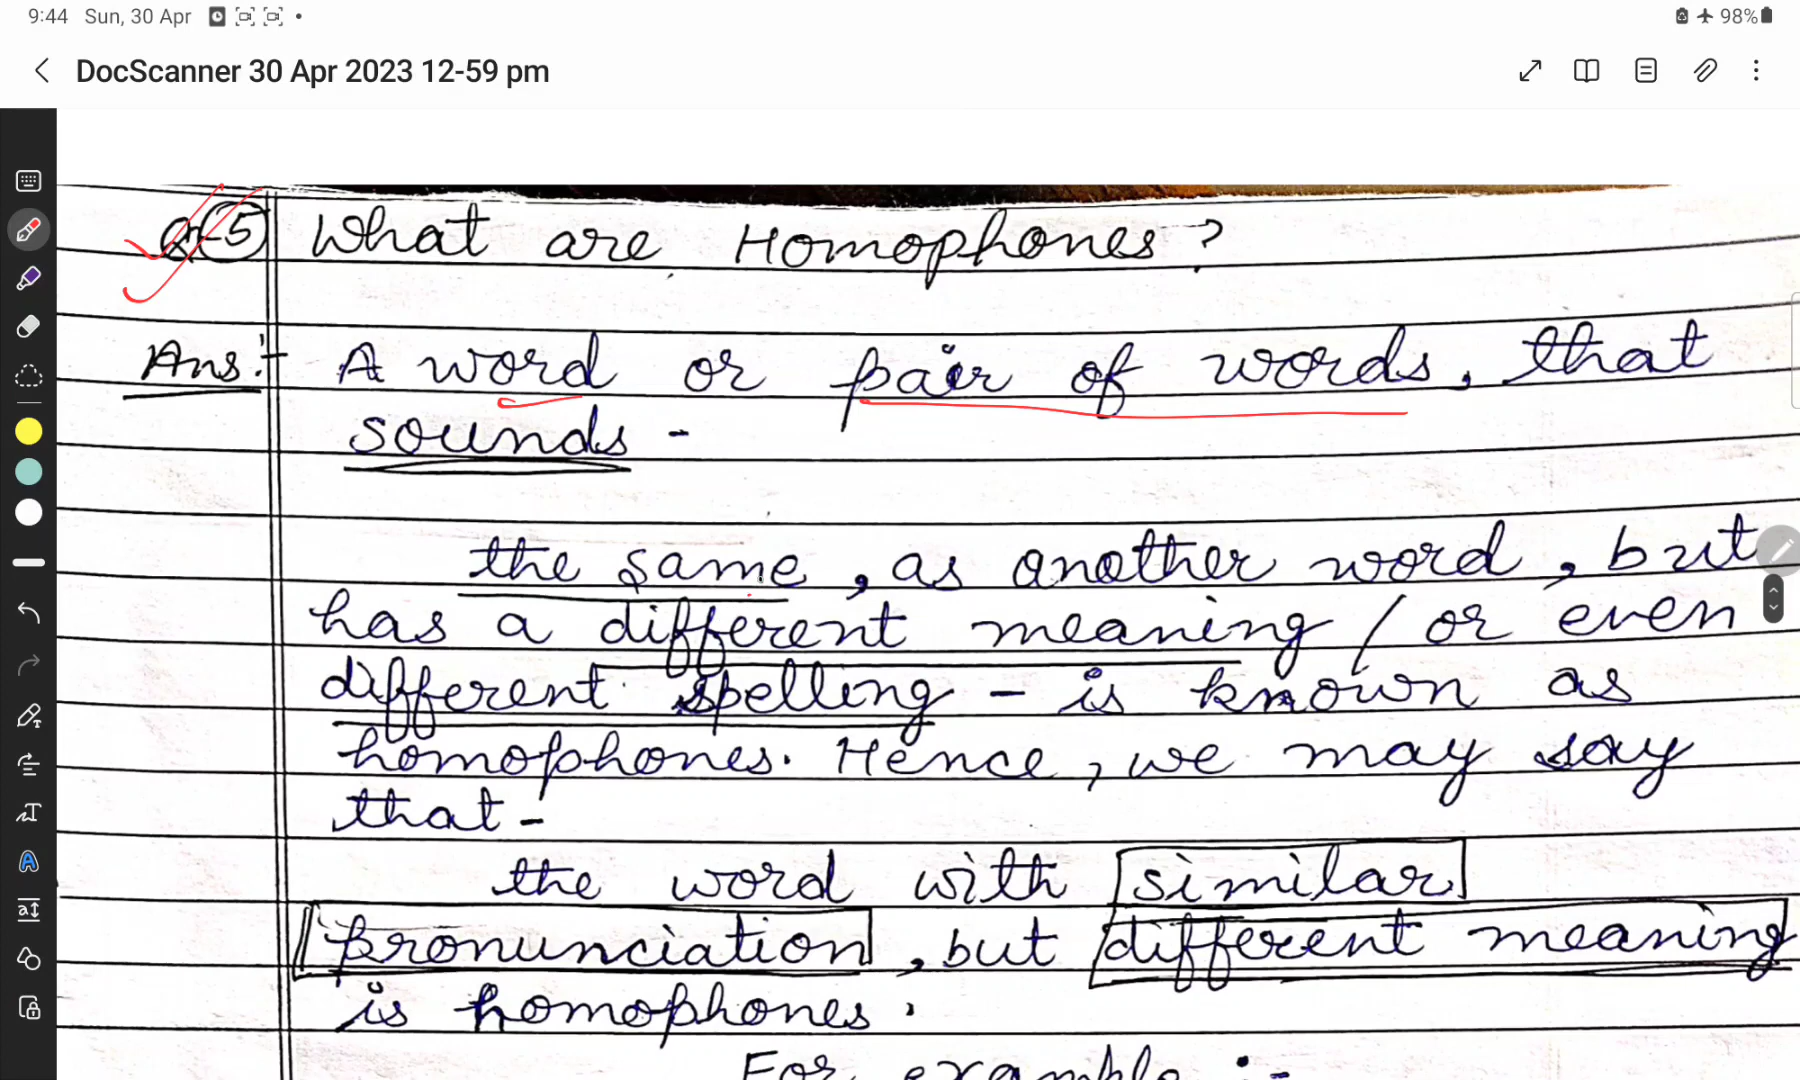 9:44 Sun, 30 Apr
98%
DocScanner 30 Apr 2023 12-59 pm
Q-5 What are Homophones?
Ans:- A word or pair of words, that
sounds -
the same, as another word, but
has a different meaning / or even
different spelling - is known as
homophones. Hence, we may say
that -
the word with similar
pronunciation, but different meaning
is homophones.
For example :-